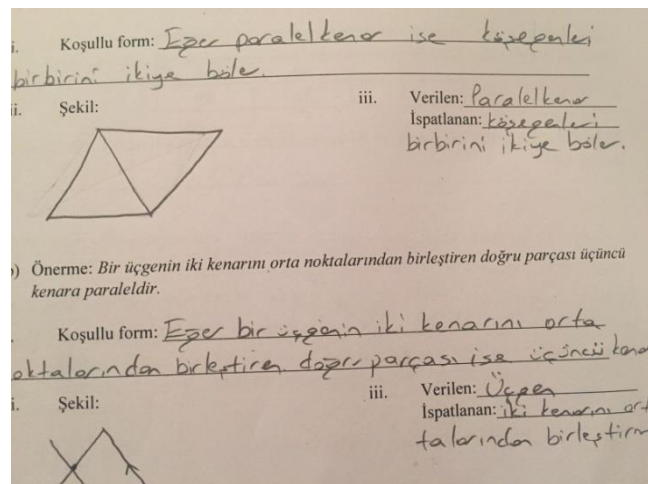 i. Koşullu form: Eğer paralelkenar ise köşegenleri
birbirini ikiye böler.
ii. Şekil:
iii. Verilen: Paralelkenar
İspatlanan: köşegenleri
birbirini ikiye böler.
) Önerme: Bir üçgenin iki kenarını orta noktalarından birleştiren doğru parçası üçüncü
kenara paraleldir.
Koşullu form: Eğer bir üçgenin iki kenarını orta
oktalarından birleştiren doğru parçası ise üçüncü kena
i. Şekil:
iii. Verilen: Üçgen
İspatlanan: iki kenarını ort
talarından birleştirm